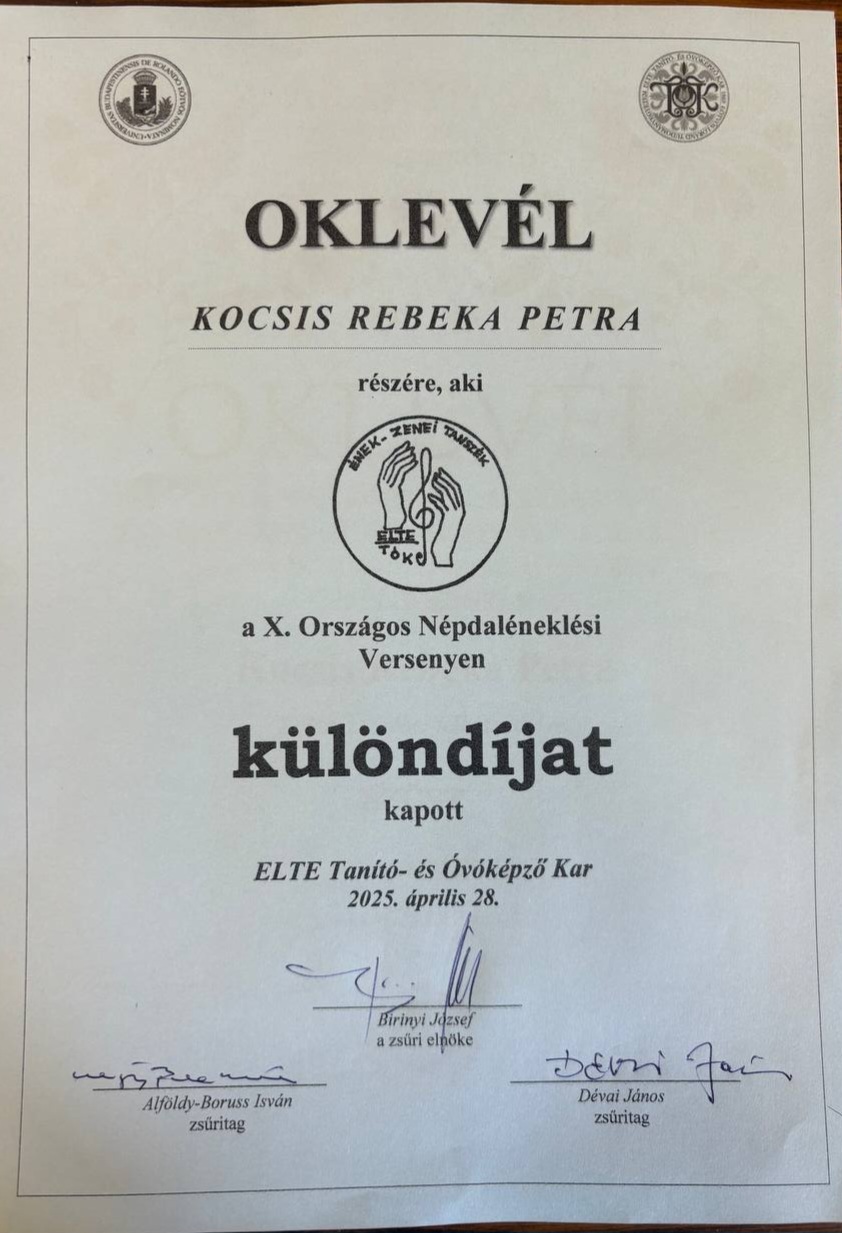 OKLEVÉL
KOCSIS REBEKA PETRA
részére, aki
ÉNEK-ZENEI TANSZÉK
ELTE
TÓK
a X. Országos Népdaléneklési
Versenyen
különdíjat
kapott
ELTE Tanító- és Óvóképző Kar
2025. április 28.
Birinyi József
a zsűri elnöke
Alföldy-Boruss Isván
zsűritag
Dévai János
zsűritag